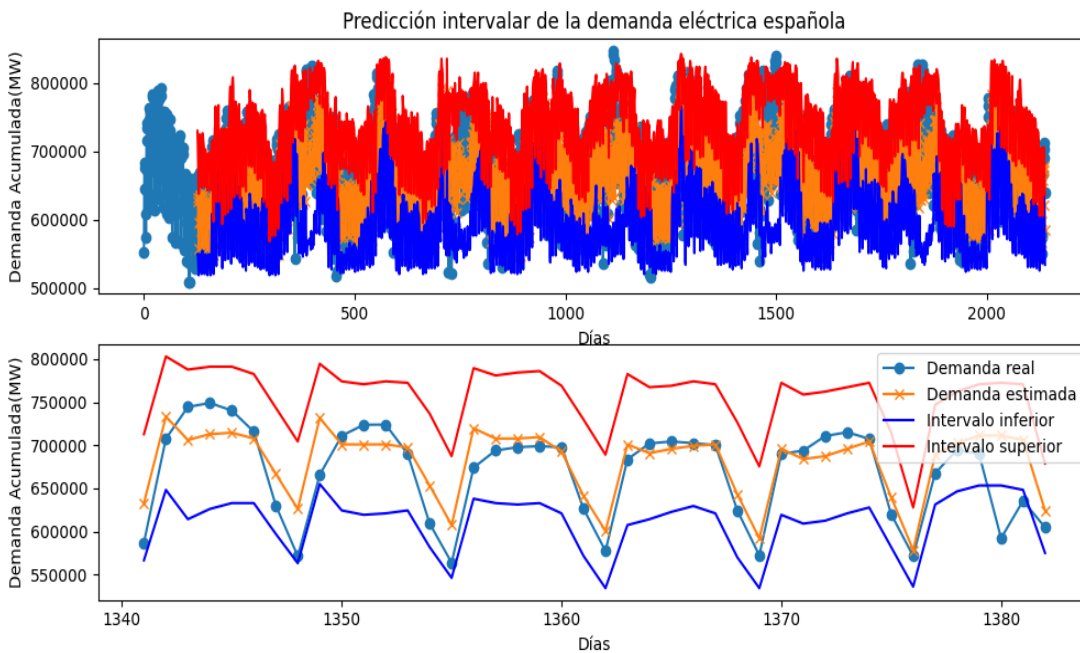 Predicción intervalar de la demanda eléctrica española
Demanda Acumulada(MW)
800000
700000
600000
500000
0
500
1000
1500
2000
Días
Demanda Acumulada(MW)
800000
750000
700000
650000
600000
550000
Demanda real
Demanda estimada
Intervalo inferior
Intervalo superior
1340
1350
1360
1370
1380
Días